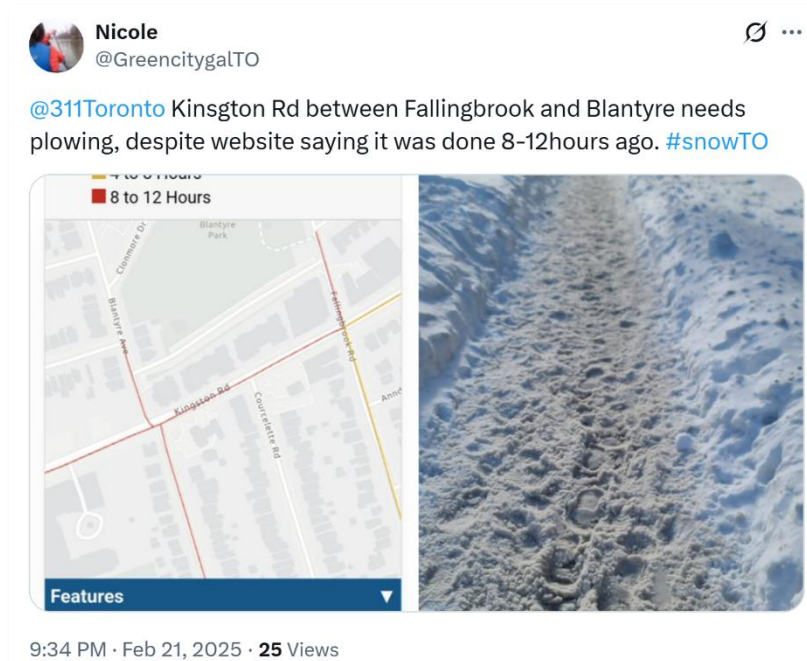 Nicole
@GreencitygalTO
@311Toronto Kinsgton Rd between Fallingbrook and Blantyre needs
plowing, despite website saying it was done 8-12hours ago. #snowTO
8 to 12 Hours
Blantyre
Park
Clonmore Dr
Blantyre Ave
Fallingbrook Rd
Kingston Rd
Courcelette Rd
Features
9:34 PM · Feb 21, 2025 · 25 Views